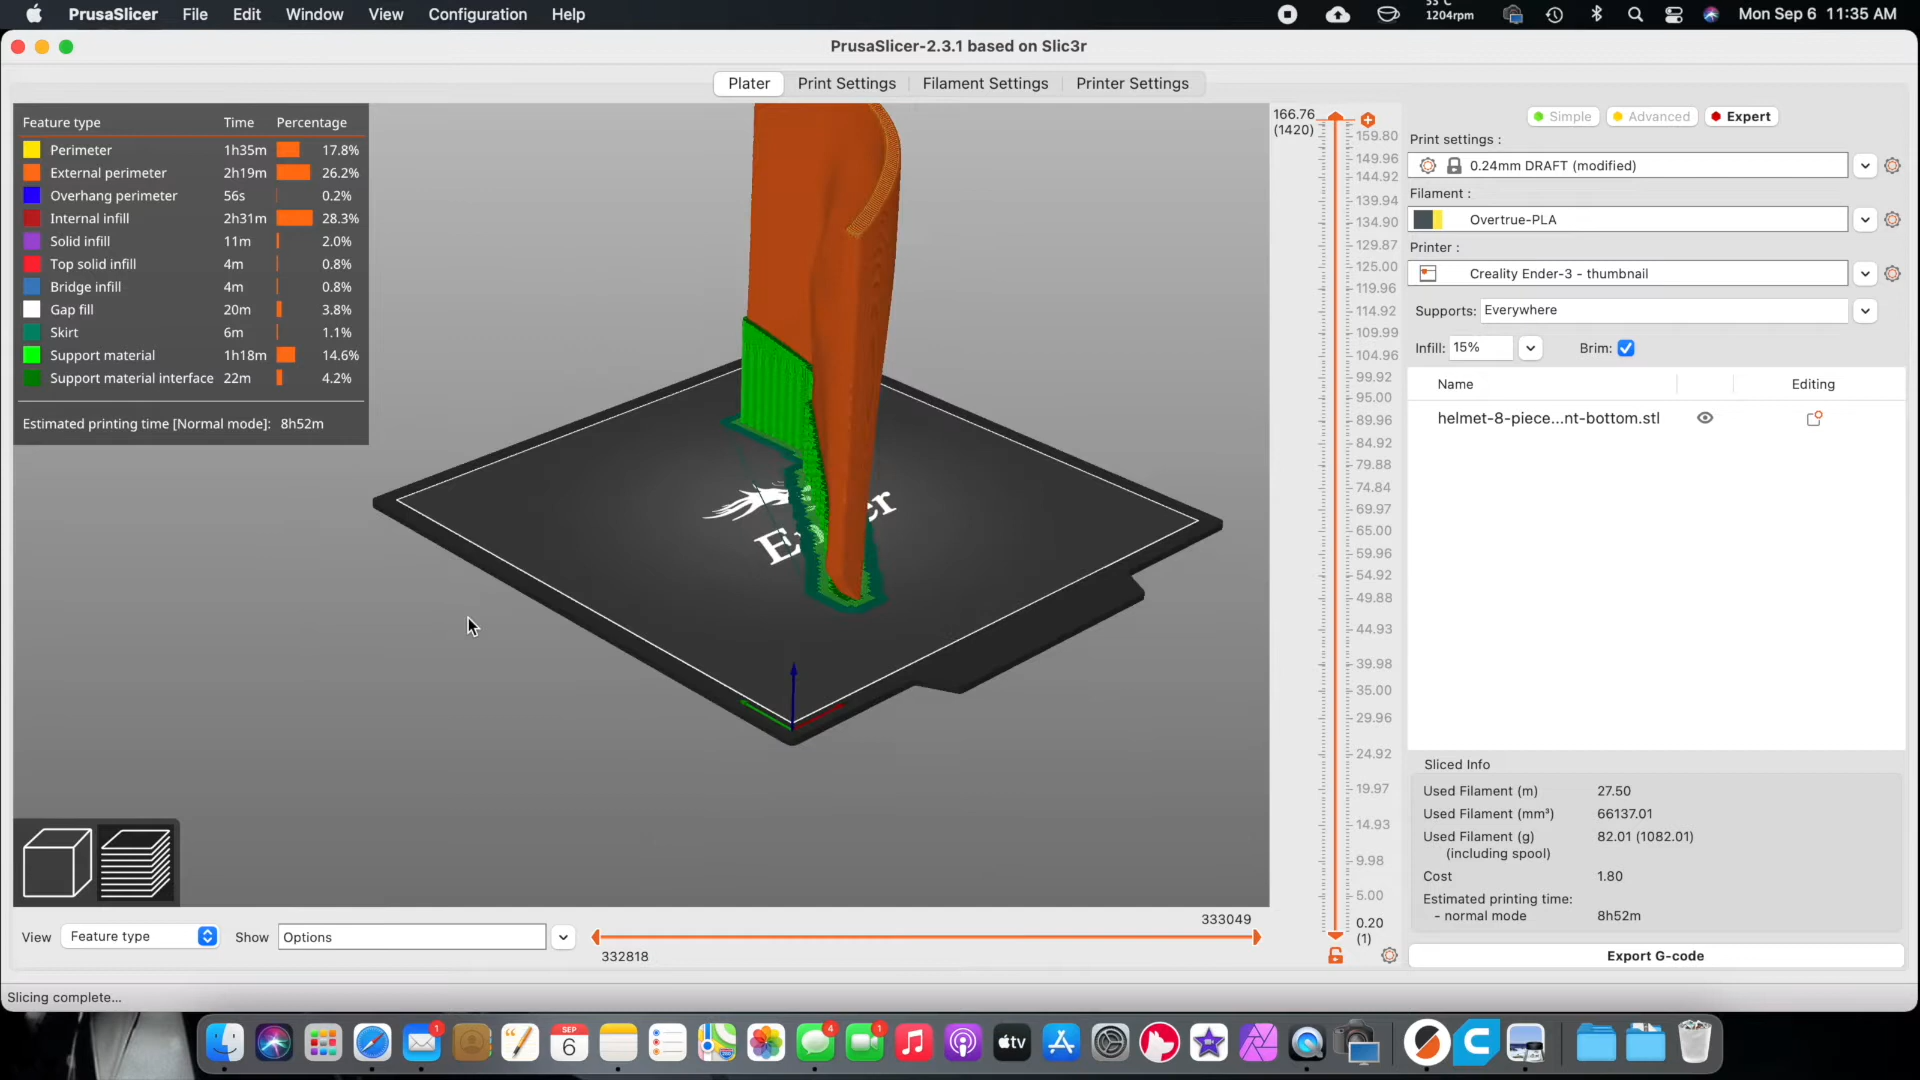 PrusaSlicer File Edit Window View Configuration Help
1204rpm
Mon Sep 6 11:35 AM
PrusaSlicer-2.3.1 based on Slic3r
Plater Print Settings Filament Settings Printer Settings
Feature type Time Percentage
Perimeter 1h35m 17.8%
External perimeter 2h19m 26.2%
Overhang perimeter 56s 0.2%
Internal infill 2h31m 28.3%
Solid infill 11m 2.0%
Top solid infill 4m 0.8%
Bridge infill 4m 0.8%
Gap fill 20m 3.8%
Skirt 6m 1.1%
Support material 1h18m 14.6%
Support material interface 22m 4.2%
Estimated printing time [Normal mode]: 8h52m
166.76
(1420)
159.80
149.96
144.92
139.94
134.90
129.87
125.00
119.96
114.92
109.99
104.96
99.92
95.00
89.96
84.92
79.88
74.84
69.97
65.00
59.96
54.92
49.88
44.93
39.98
35.00
29.96
24.92
19.97
14.93
9.98
5.00
0.20
(1)
Simple Advanced Expert
Print settings :
0.24mm DRAFT (modified)
Filament :
Overtrue-PLA
Printer :
Creality Ender-3 - thumbnail
Supports: Everywhere
Infill: 15% Brim:
Name Editing
helmet-8-piece...nt-bottom.stl
Sliced Info
Used Filament (m) 27.50
Used Filament (mm³) 66137.01
Used Filament (g) 82.01 (1082.01)
(including spool)
Cost 1.80
Estimated printing time:
- normal mode 8h52m
Export G-code
View Feature type Show Options
333049
332818
Slicing complete...
1
SEP
6
4
1
tv